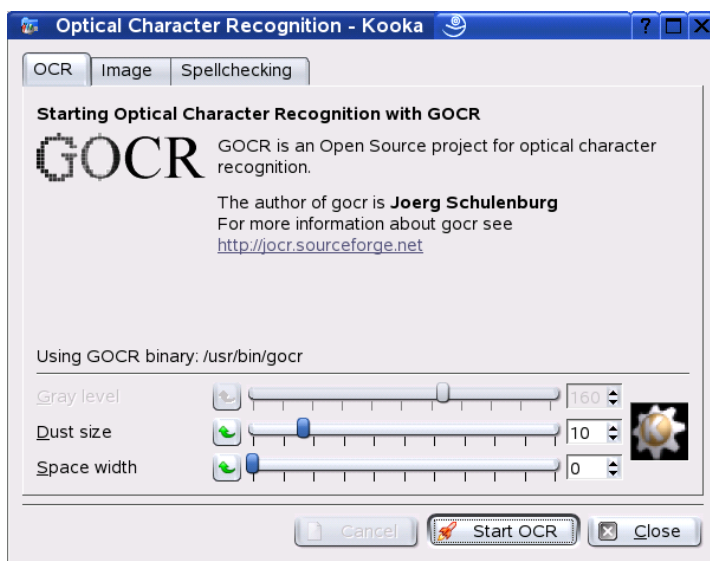 Optical Character Recognition - Kooka
OCR Image Spellchecking
Starting Optical Character Recognition with GOCR
GOCR
GOCR is an Open Source project for optical character
recognition.
The author of gocr is Joerg Schulenburg
For more information about gocr see
http://jocr.sourceforge.net
Using GOCR binary: /usr/bin/gocr
Gray level 160
Dust size 10
Space width 0
K
Cancel Start OCR Close